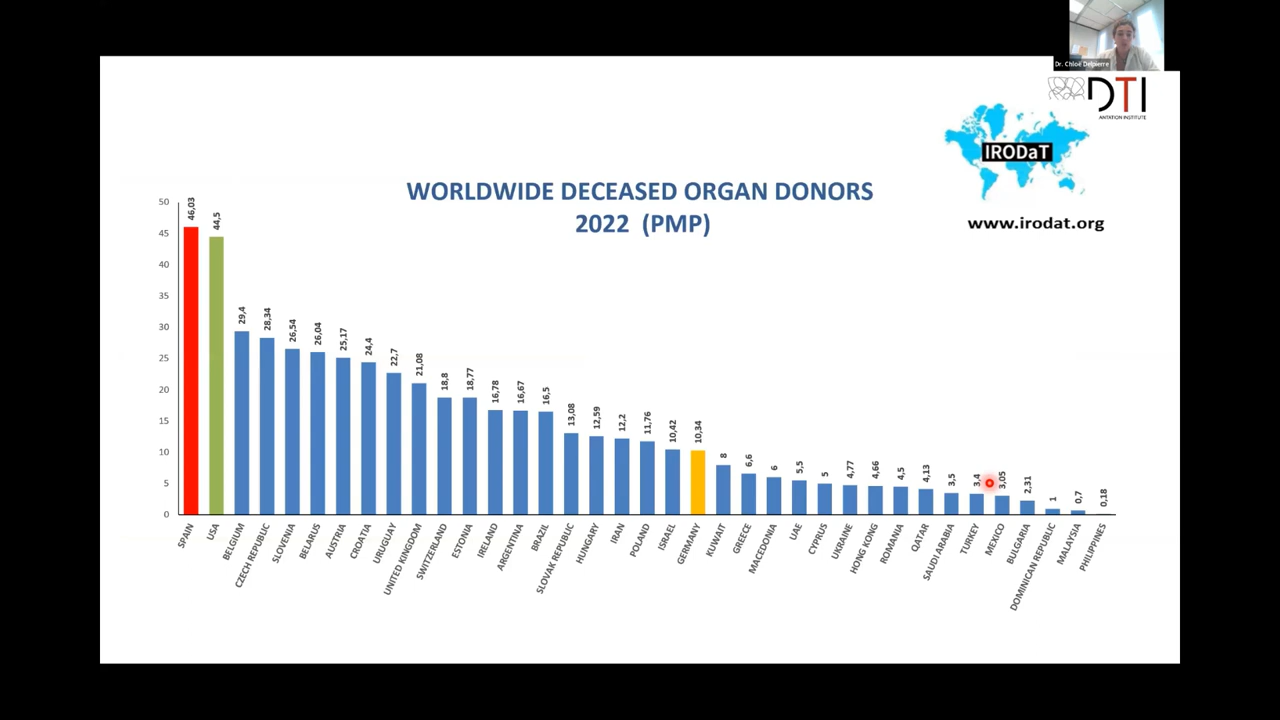 Dr. Chloë Delpierre
DTI
ANTATION INSTITUTE
IRODaT
www.irodat.org
WORLDWIDE DECEASED ORGAN DONORS
2022 (PMP)
50
45
40
35
30
25
20
15
10
5
0
46,03
44,5
29,4
28,34
26,54
26,04
25,17
24,4
22,7
21,08
18,8
18,77
16,78
16,67
16,5
13,08
12,59
12,2
11,76
10,42
10,34
8
6,6
6
5,5
5
4,77
4,66
4,5
4,13
3,5
3,4
3,05
2,31
1
0,7
0,18
SPAIN
USA
BELGIUM
CZECH REPUBLIC
SLOVENIA
BELARUS
AUSTRIA
CROATIA
URUGUAY
UNITED KINGDOM
SWITZERLAND
ESTONIA
IRELAND
ARGENTINA
BRAZIL
SLOVAK REPUBLIC
HUNGARY
IRAN
POLAND
ISRAEL
GERMANY
KUWAIT
GREECE
MACEDONIA
UAE
CYPRUS
UKRAINE
HONG KONG
ROMANIA
QATAR
SAUDI ARABIA
TURKEY
MEXICO
BULGARIA
DOMINICAN REPUBLIC
MALAYSIA
PHILIPPINES